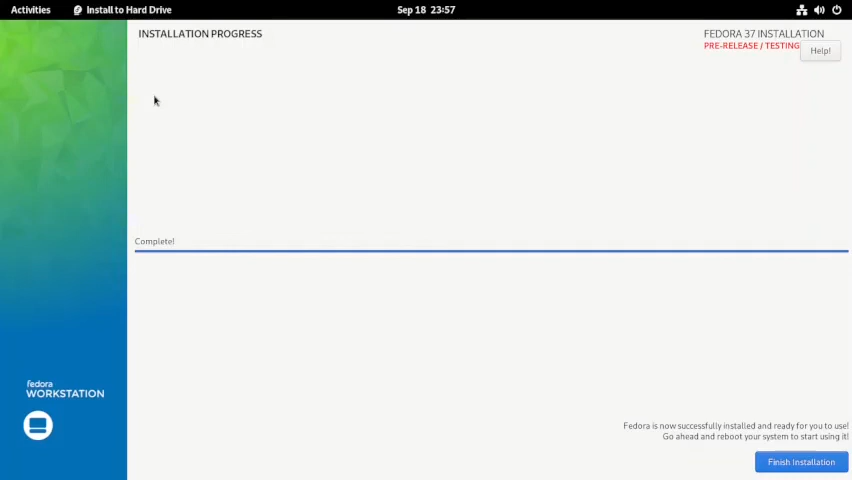 Activities Install to Hard Drive Sep 18 23:57
INSTALLATION PROGRESS
FEDORA 37 INSTALLATION
PRE-RELEASE / TESTING
Help!
Complete!
fedora
WORKSTATION
Fedora is now successfully installed and ready for you to use!
Go ahead and reboot your system to start using it!
Finish Installation